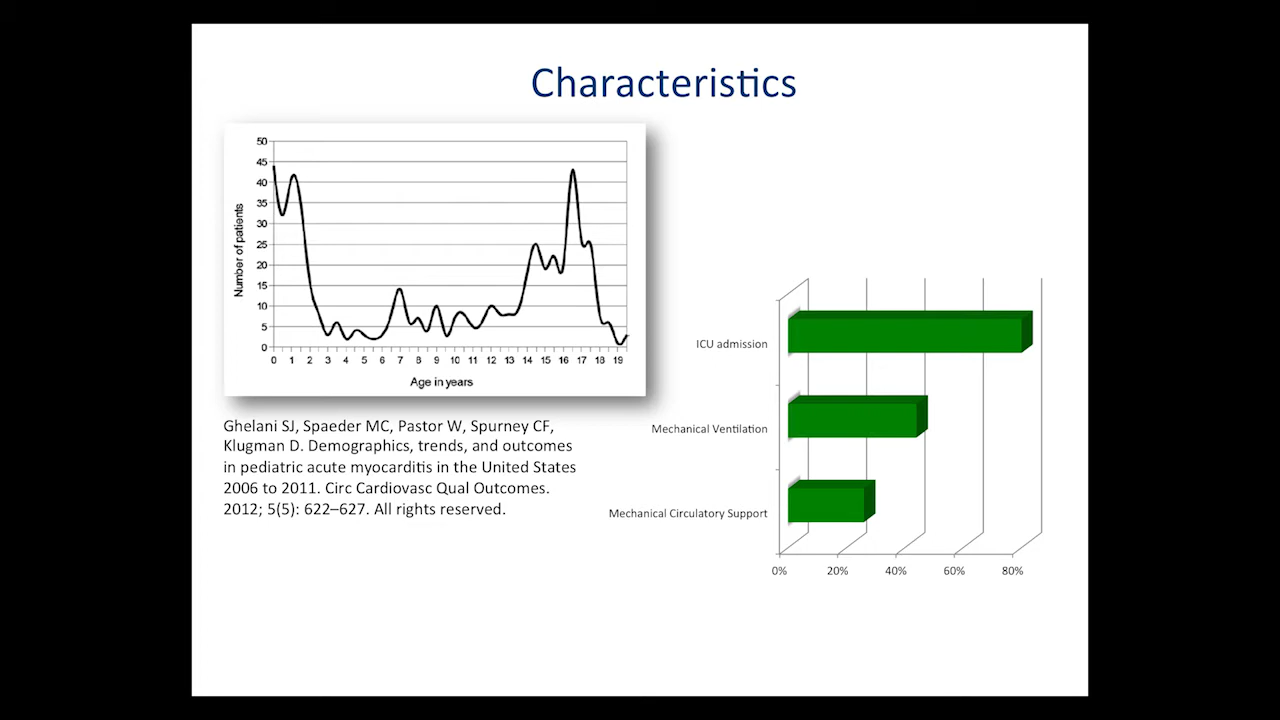 Characteristics
50
45
40
35
30
25
20
15
10
5
0
Number of patients
0 1 2 3 4 5 6 7 8 9 10 11 12 13 14 15 16 17 18 19
Age in years
Ghelani SJ, Spaeder MC, Pastor W, Spurney CF,
Klugman D. Demographics, trends, and outcomes
in pediatric acute myocarditis in the United States
2006 to 2011. Circ Cardiovasc Qual Outcomes.
2012; 5(5): 622–627. All rights reserved.
ICU admission
Mechanical Ventilation
Mechanical Circulatory Support
0% 20% 40% 60% 80%